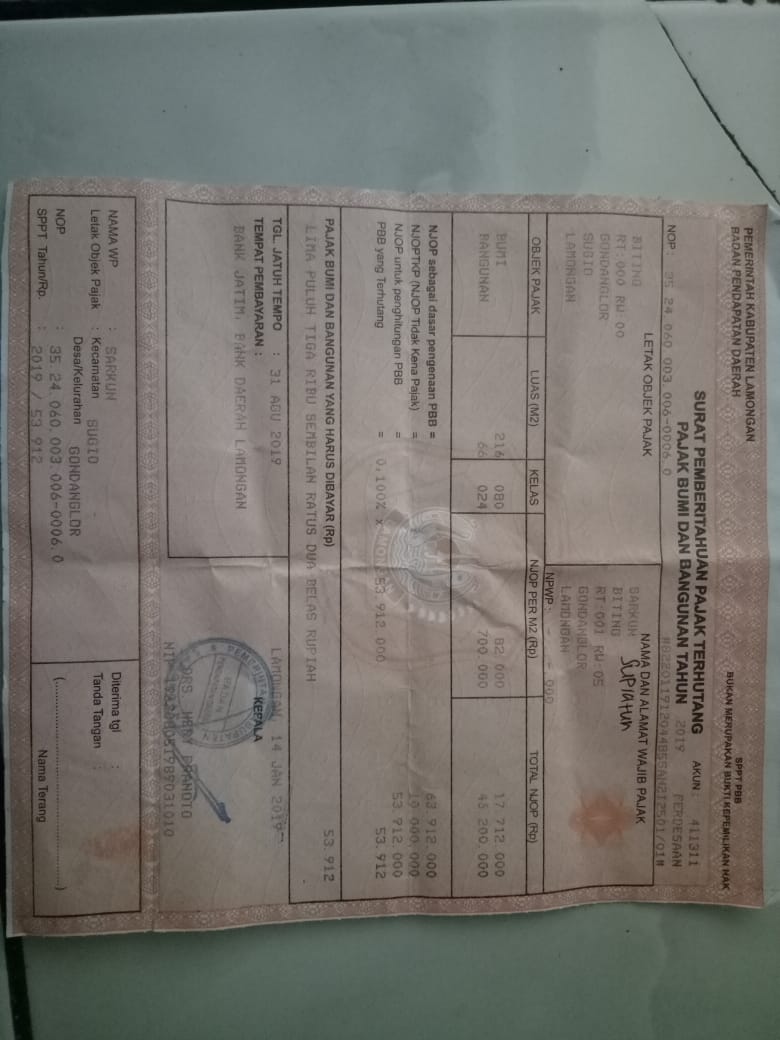 PEMERINTAH KABUPATEN LAMONGAN
BADAN PENDAPATAN DAERAH
SPPT PBB
BUKAN MERUPAKAN BUKTI KEPEMILIKAN HAK
SURAT PEMBERITAHUAN PAJAK TERHUTANG
PAJAK BUMI DAN BANGUNAN TAHUN 2019
AKUN : 411311
PERDESAAN
NOP : 35.24.060.003.006-0006.0
LETAK OBJEK PAJAK
BITING
RT:000 RW:00
GONDANGLOR
SUGIO
LAMONGAN
NAMA DAN ALAMAT WAJIB PAJAK
SARKUN Supiatun
BITING
RT:001 RW:05
GONDANGLOR
LAMONGAN
NPWP : - - - 000
OBJEK PAJAK LUAS (M2) KELAS NJOP PER M2 (Rp) TOTAL NJOP (Rp)
BUMI 216 080 82.000 17.712.000
BANGUNAN 66 024 700.000 46.200.000
NJOP sebagai dasar pengenaan PBB = 63.912.000
NJOPTKP (NJOP Tidak Kena Pajak) = 10.000.000
NJOP untuk penghitungan PBB = 53.912.000
PBB yang Terhutang = 0,100% x 53.912.000 53.912
PAJAK BUMI DAN BANGUNAN YANG HARUS DIBAYAR (Rp) 53.912
LIMA PULUH TIGA RIBU SEMBILAN RATUS DUA BELAS RUPIAH
TGL. JATUH TEMPO : 31 AGU 2019
TEMPAT PEMBAYARAN :
BANK JATIM, BANK DAERAH LAMONGAN
LAMONGAN, 14 JAN 2019
KEPALA
DRS. HERY PRANOTO
NAMA WP : SARKUN
Letak Objek Pajak : Kecamatan SUGIO
Desa/Kelurahan GONDANGLOR
NOP : 35.24.060.003.006-0006.0
SPPT Tahun/Rp. : 2019 / 53.912
Diterima tgl :
Tanda Tangan :
(........................................)
Nama Terang